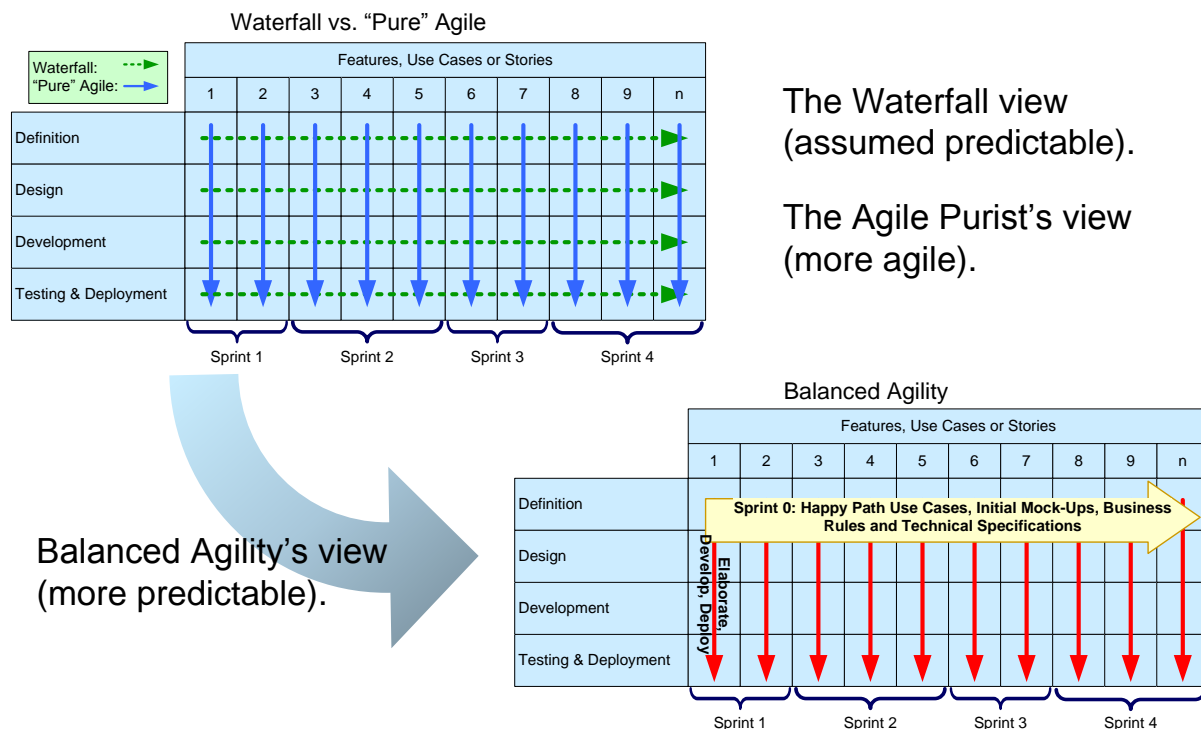 Waterfall vs. “Pure” Agile
Waterfall:
“Pure” Agile:
Features, Use Cases or Stories
1 2 3 4 5 6 7 8 9 n
Definition
Design
Development
Testing & Deployment
Sprint 1 Sprint 2 Sprint 3 Sprint 4
The Waterfall view
(assumed predictable).
The Agile Purist’s view
(more agile).
Balanced Agility’s view
(more predictable).
Balanced Agility
Features, Use Cases or Stories
1 2 3 4 5 6 7 8 9 n
Definition
Sprint 0: Happy Path Use Cases, Initial Mock-Ups, Business
Rules and Technical Specifications
Design
Elaborate,
Develop, Deploy
Development
Testing & Deployment
Sprint 1 Sprint 2 Sprint 3 Sprint 4